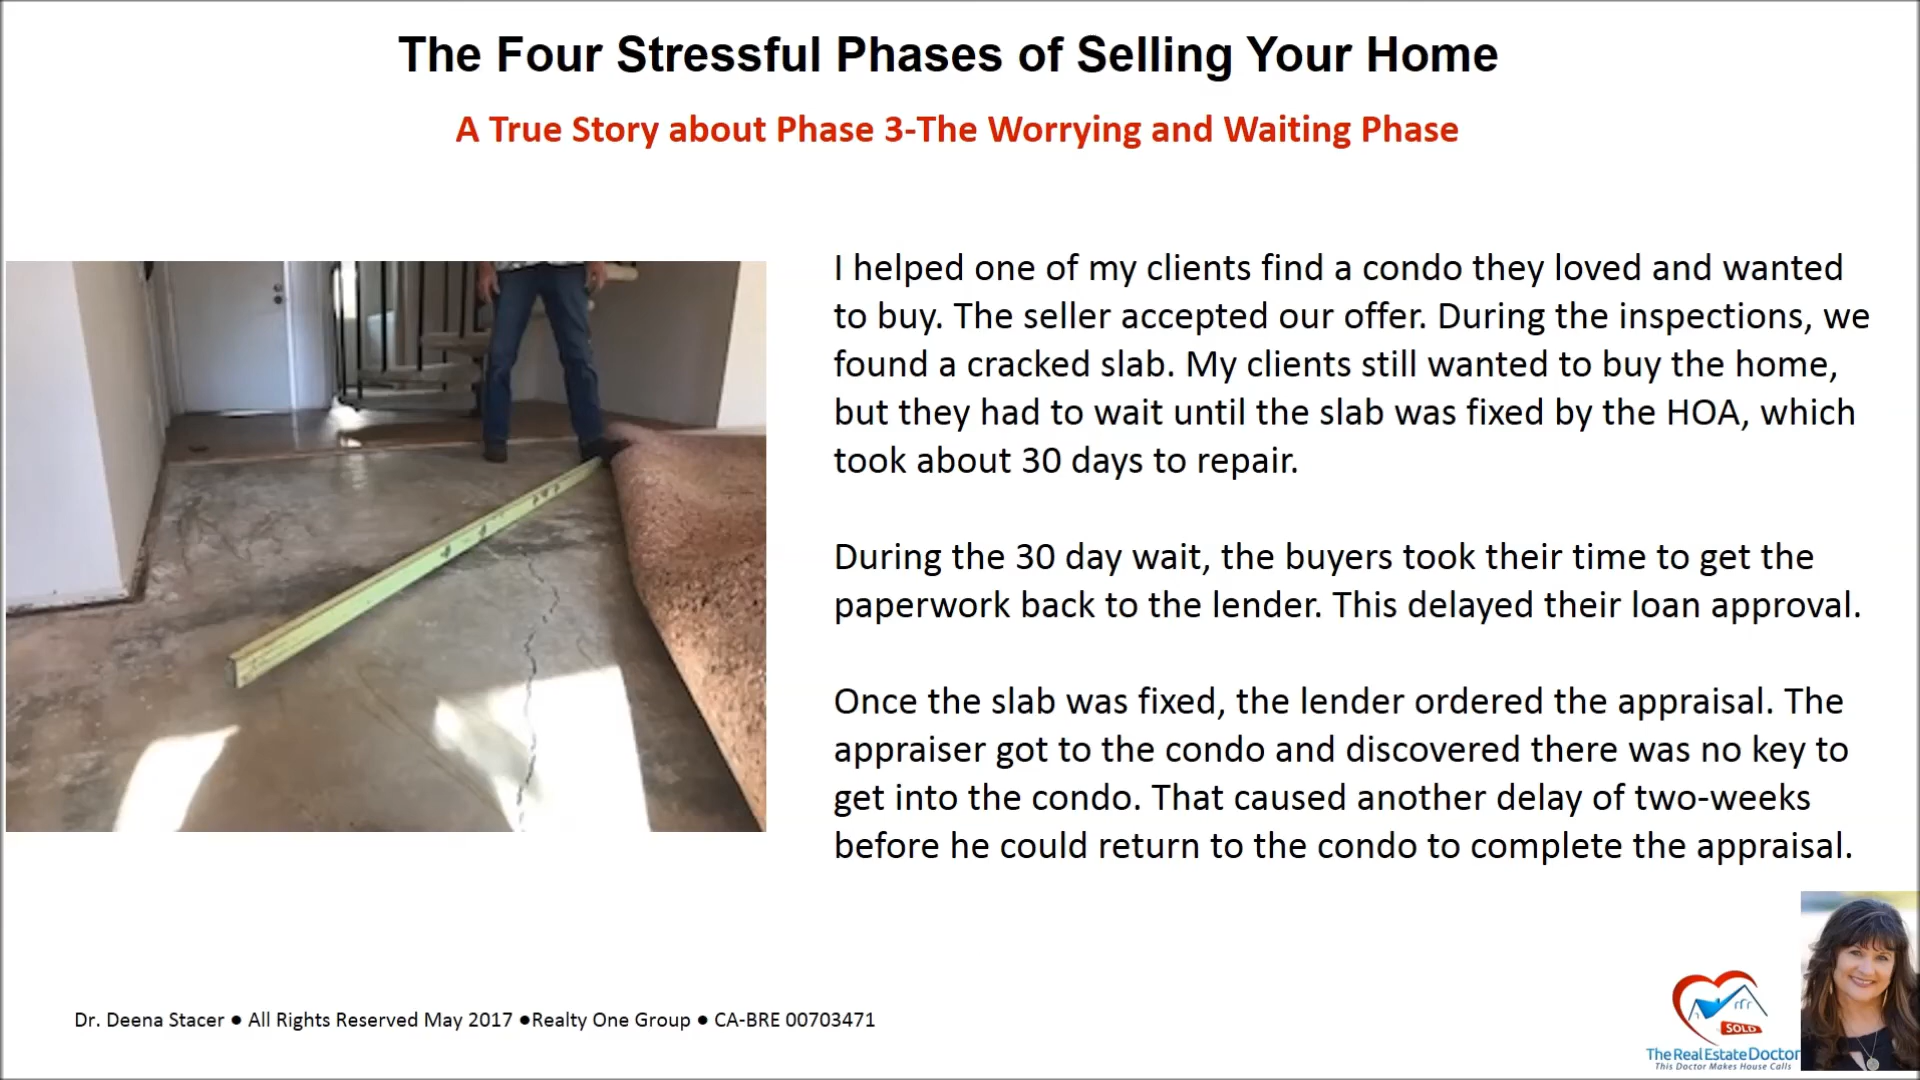 The Four Stressful Phases of Selling Your Home
A True Story about Phase 3-The Worrying and Waiting Phase
I helped one of my clients find a condo they loved and wanted
to buy. The seller accepted our offer. During the inspections, we
found a cracked slab. My clients still wanted to buy the home,
but they had to wait until the slab was fixed by the HOA, which
took about 30 days to repair.
During the 30 day wait, the buyers took their time to get the
paperwork back to the lender. This delayed their loan approval.
Once the slab was fixed, the lender ordered the appraisal. The
appraiser got to the condo and discovered there was no key to
get into the condo. That caused another delay of two-weeks
before he could return to the condo to complete the appraisal.
Dr. Deena Stacer ● All Rights Reserved May 2017 ●Realty One Group ● CA-BRE 00703471
SOLD
The Real Estate Doctor
This Doctor Makes House Calls